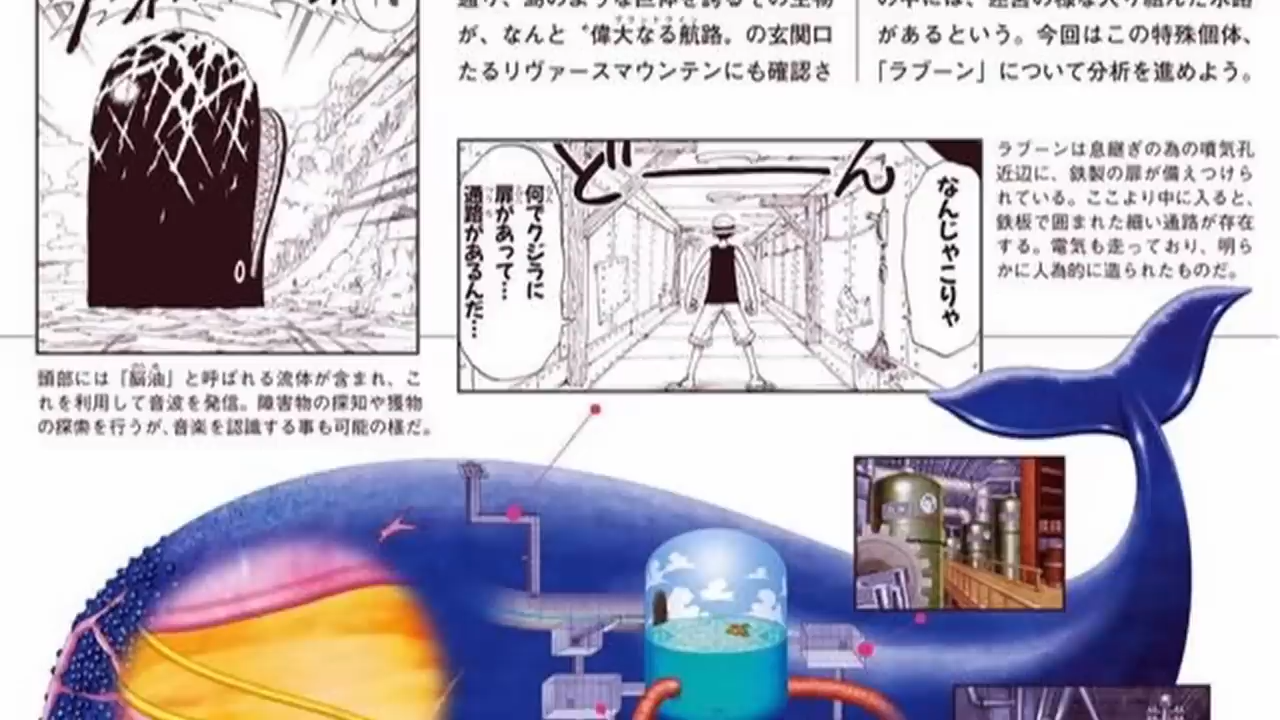 通り、島のような巨体を誇るその生物
が、なんと〝偉大なる航路〟の玄関口
グランドライン
たるリヴァースマウンテンにも確認さ
の中には、迷宮の様な入り組んだ水路
があるという。今回はこの特殊個体、
「ラブーン」について分析を進めよう。
どーん
なんじゃこりゃ
何でクジラに
扉があって…
通路があるんだ…
ラブーンは息継ぎの為の噴気孔
近辺に、鉄製の扉が備えつけら
れている。ここより中に入ると、
鉄板で囲まれた細い通路が存在
する。電気も走っており、明ら
かに人為的に造られたものだ。
頭部には「脳油」と呼ばれる流体が含まれ、こ
れを利用して音波を発信。障害物の探知や獲物
の探索を行うが、音楽を認識する事も可能の様だ。